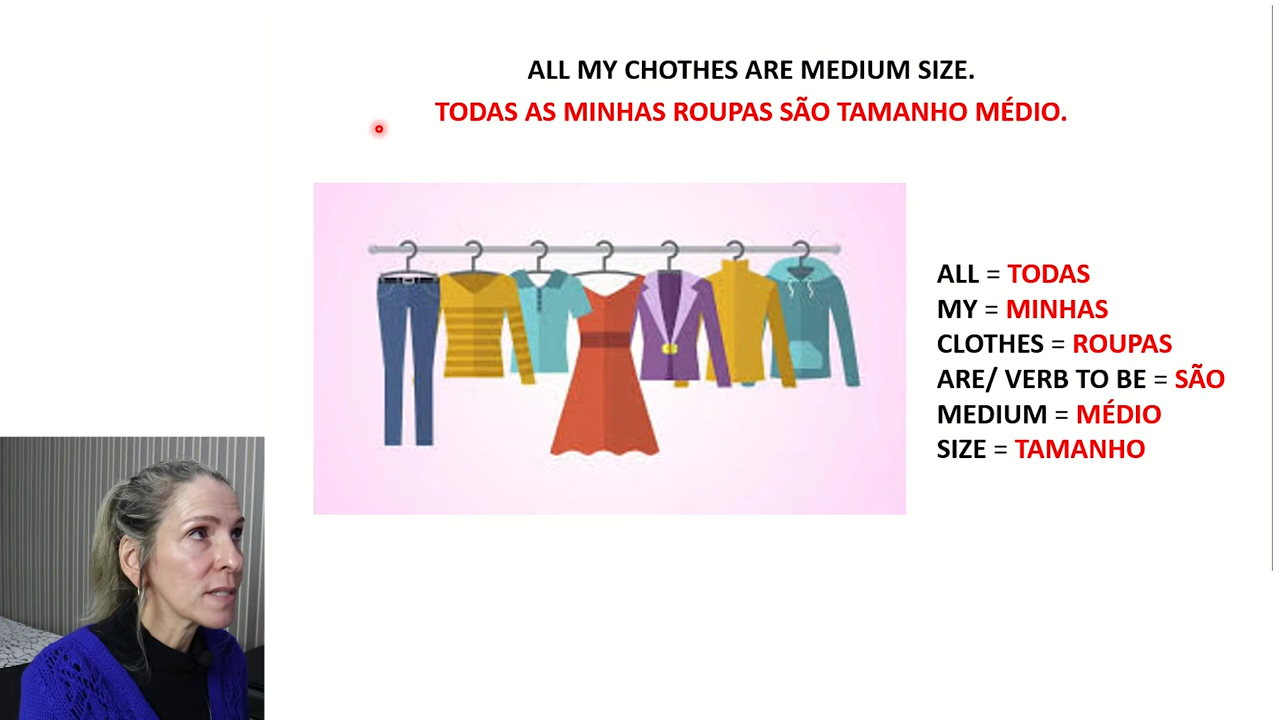 ALL MY CHOTHES ARE MEDIUM SIZE.
TODAS AS MINHAS ROUPAS SÃO TAMANHO MÉDIO.
ALL = TODAS
MY = MINHAS
CLOTHES = ROUPAS
ARE/ VERB TO BE = SÃO
MEDIUM = MÉDIO
SIZE = TAMANHO